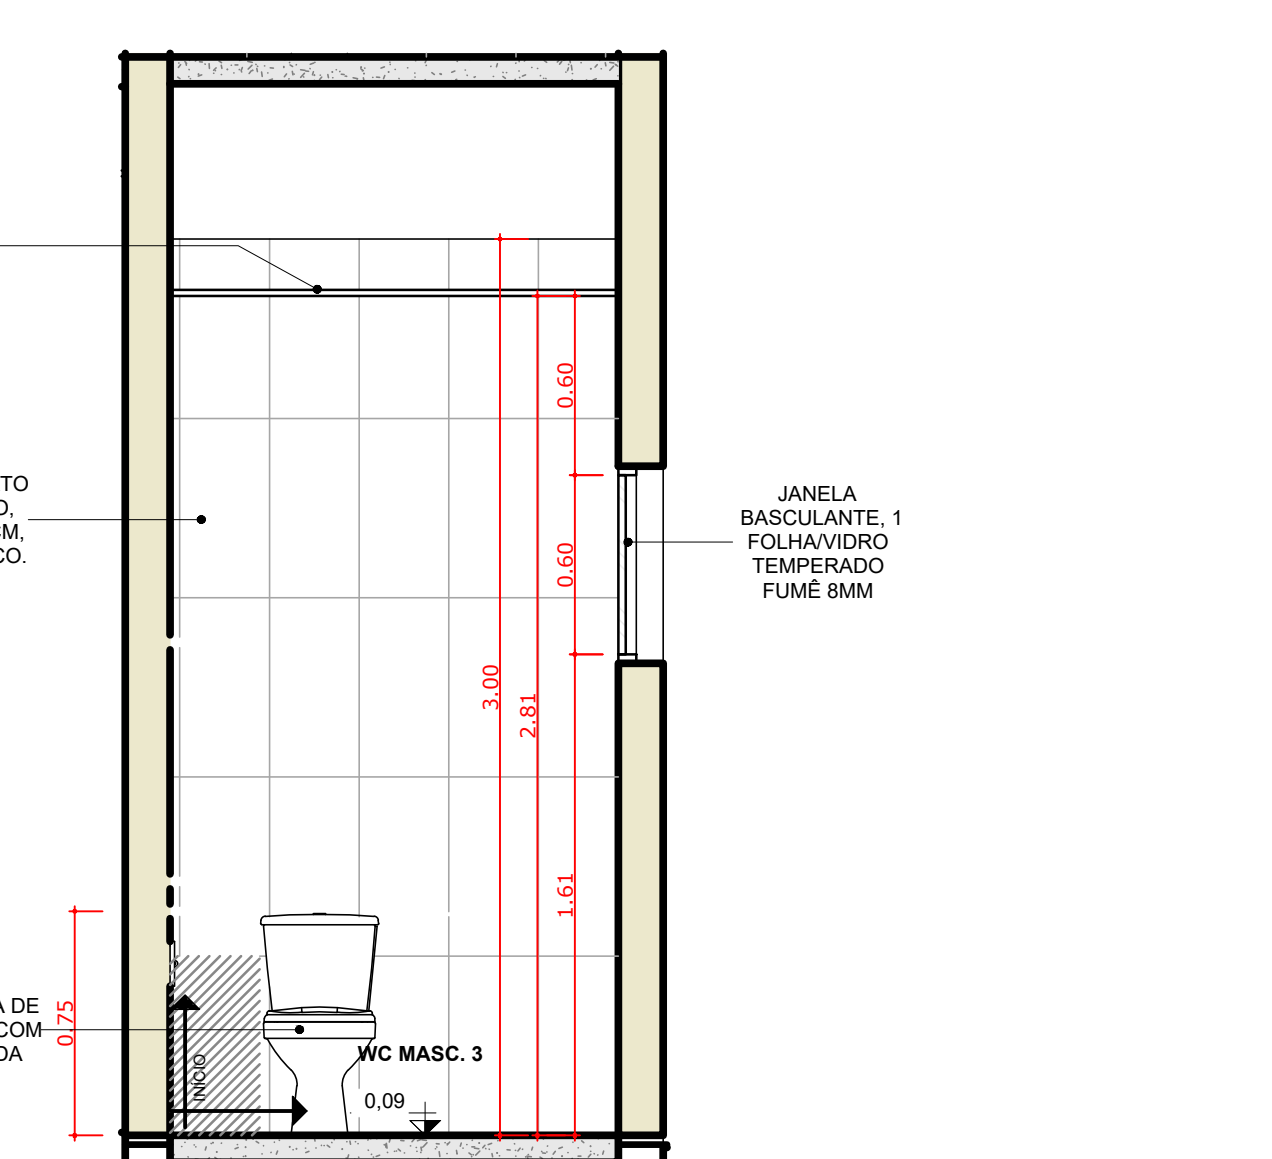 TO
O,
CM,
CO.
JANELA
BASCULANTE, 1
FOLHA/VIDRO
TEMPERADO
FUMÊ 8MM
0.60
0.60
3.00
2.81
1.61
A DE
COM
DA
0.75
INÍCIO
WC MASC. 3
0,09